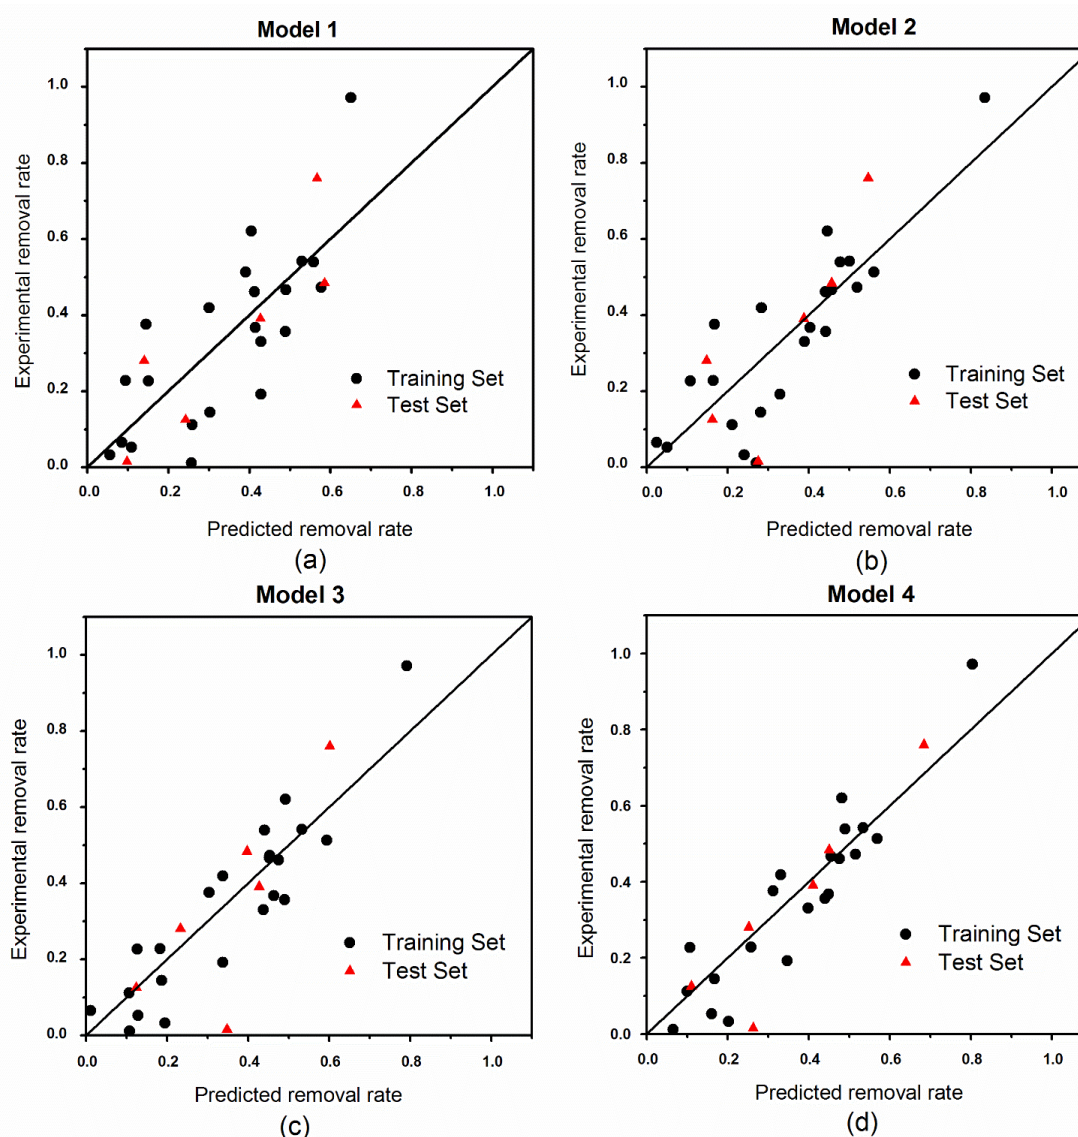 Model 1
1.0
0.8
0.6
0.4
0.2
0.0
Experimental removal rate
Training Set
Test Set
0.0 0.2 0.4 0.6 0.8 1.0
Predicted removal rate
(a)
Model 2
1.0
0.8
0.6
0.4
0.2
0.0
Experimental removal rate
Training Set
Test Set
0.0 0.2 0.4 0.6 0.8 1.0
Predicted removal rate
(b)
Model 3
1.0
0.8
0.6
0.4
0.2
0.0
Experimental removal rate
Training Set
Test Set
0.0 0.2 0.4 0.6 0.8 1.0
Predicted removal rate
(c)
Model 4
1.0
0.8
0.6
0.4
0.2
0.0
Experimental removal rate
Training Set
Test Set
0.0 0.2 0.4 0.6 0.8 1.0
Predicted removal rate
(d)